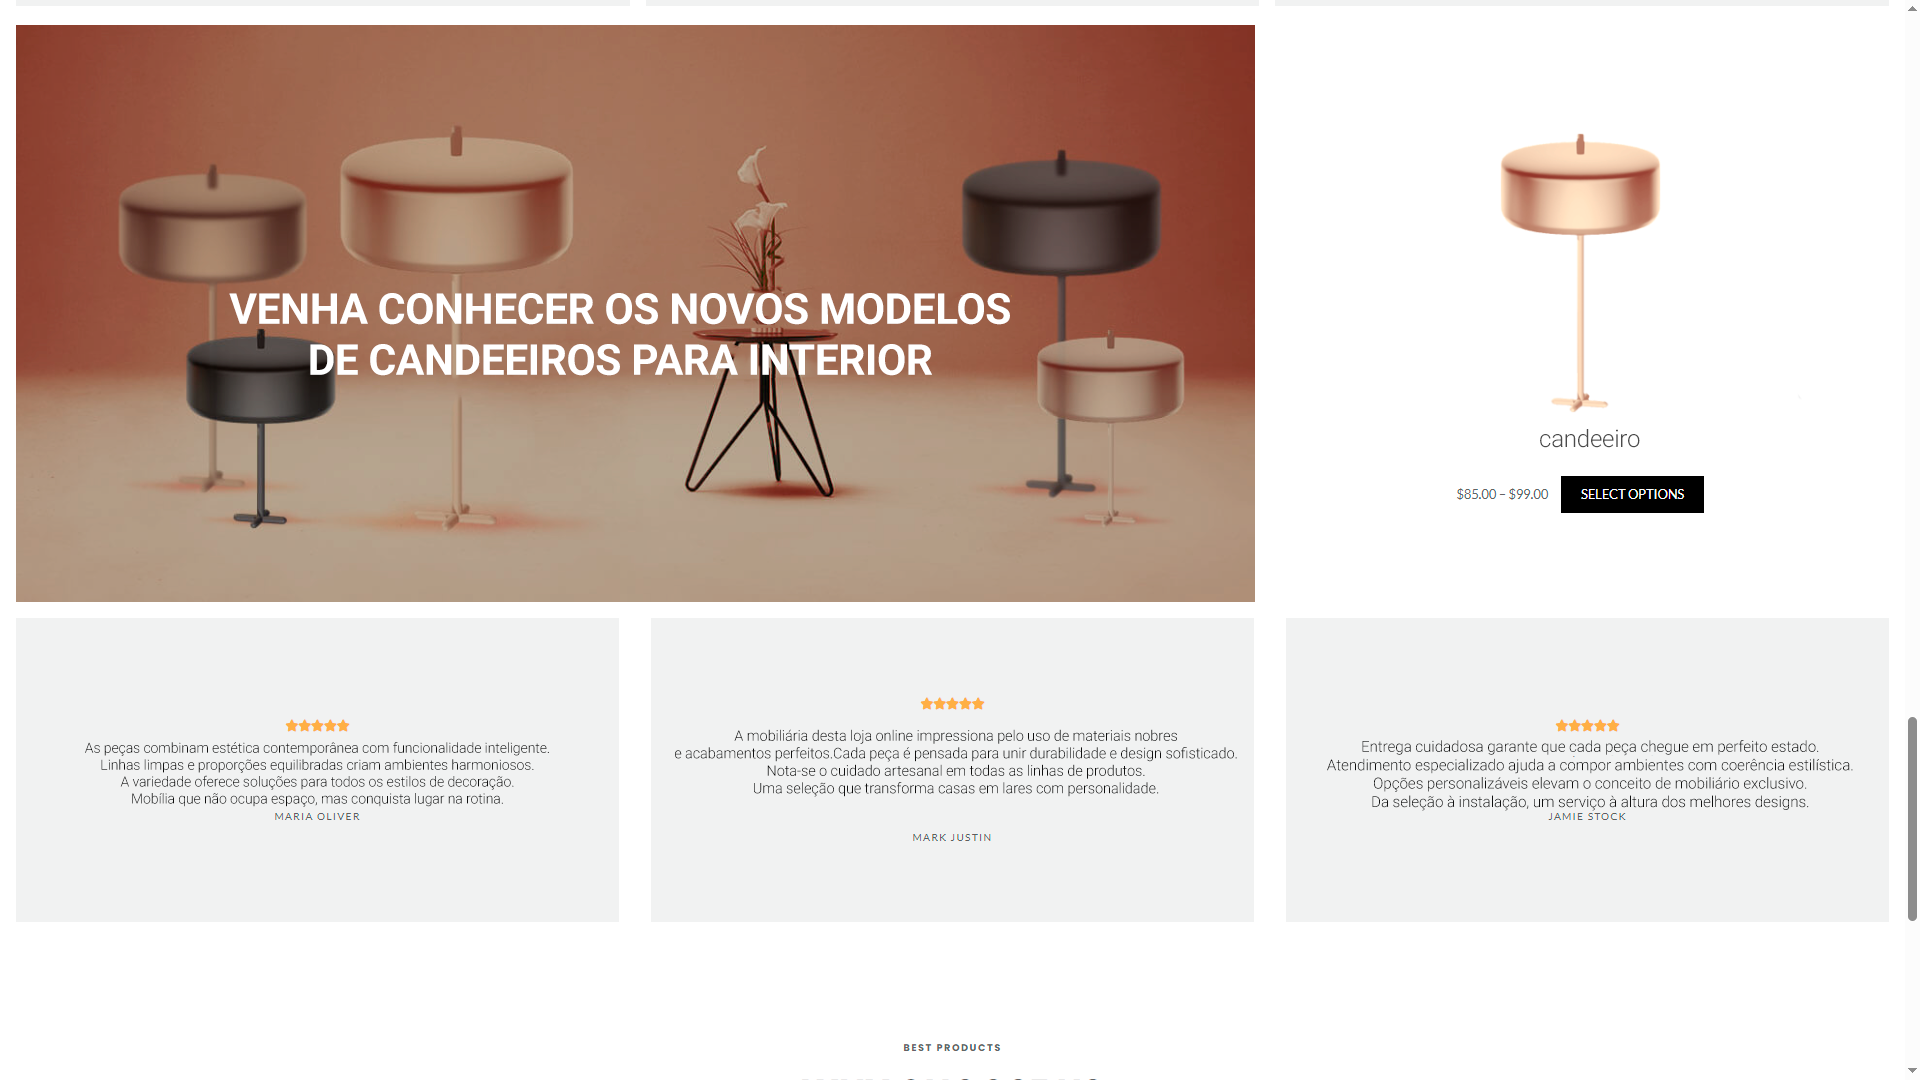 VENHA CONHECER OS NOVOS MODELOS
DE CANDEEIROS PARA INTERIOR
candeeiro
$85.00 – $99.00
SELECT OPTIONS
As peças combinam estética contemporânea com funcionalidade inteligente.
Linhas limpas e proporções equilibradas criam ambientes harmoniosos.
A variedade oferece soluções para todos os estilos de decoração.
Mobília que não ocupa espaço, mas conquista lugar na rotina.
MARIA OLIVER
A mobiliária desta loja online impressiona pelo uso de materiais nobres
e acabamentos perfeitos.Cada peça é pensada para unir durabilidade e design sofisticado.
Nota-se o cuidado artesanal em todas as linhas de produtos.
Uma seleção que transforma casas em lares com personalidade.
MARK JUSTIN
Entrega cuidadosa garante que cada peça chegue em perfeito estado.
Atendimento especializado ajuda a compor ambientes com coerência estilística.
Opções personalizáveis elevam o conceito de mobiliário exclusivo.
Da seleção à instalação, um serviço à altura dos melhores designs.
JAMIE STOCK
BEST PRODUCTS